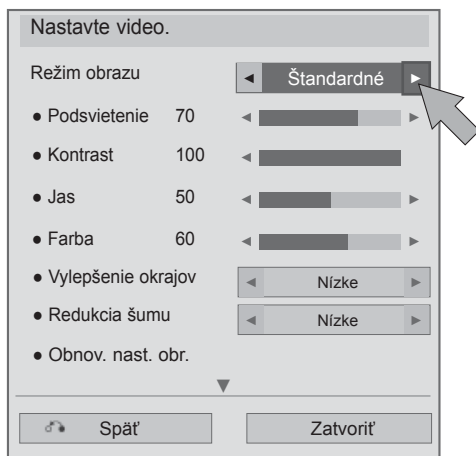 Nastavte video.
Režim obrazu ◄ Štandardné ►
● Podsvietenie 70 ◄ ►
● Kontrast 100 ◄
● Jas 50 ◄ ►
● Farba 60 ◄ ►
● Vylepšenie okrajov ◄ Nízke ►
● Redukcia šumu ◄ Nízke ►
● Obnov. nast. obr.
▼
Späť Zatvoriť